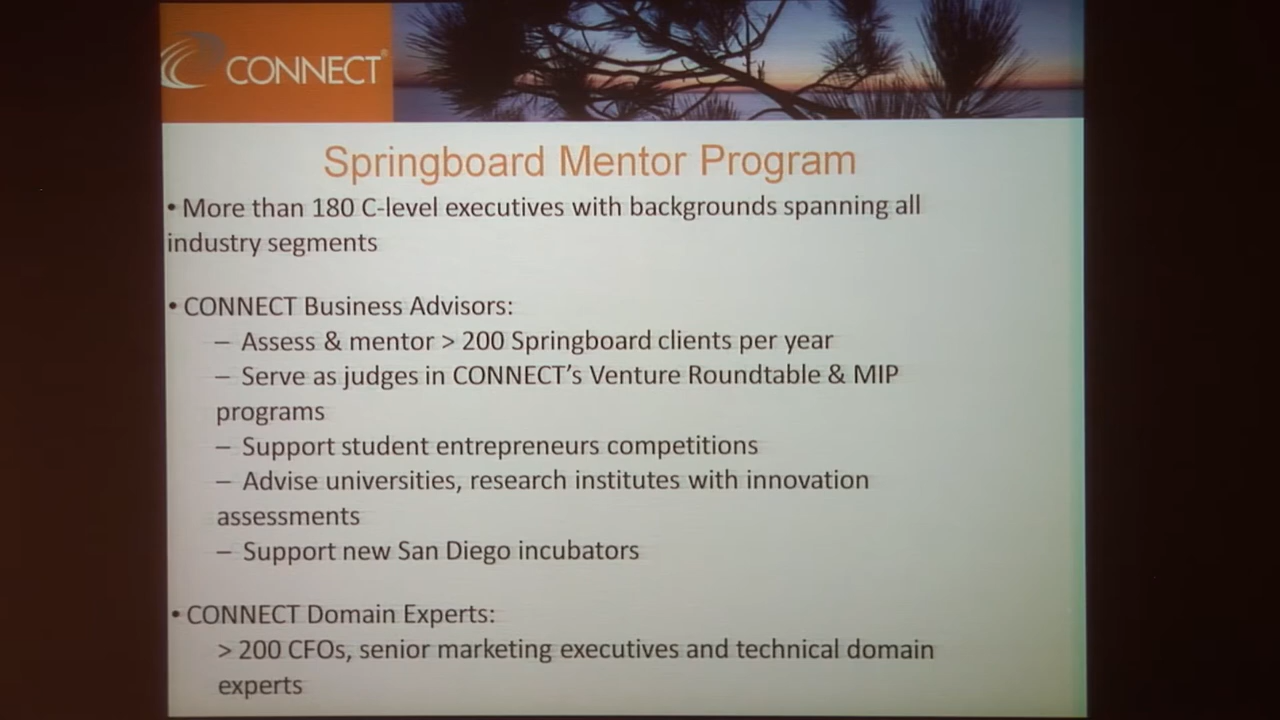 CONNECT®
Springboard Mentor Program
• More than 180 C-level executives with backgrounds spanning all
industry segments
• CONNECT Business Advisors:
– Assess & mentor > 200 Springboard clients per year
– Serve as judges in CONNECT's Venture Roundtable & MIP
programs
– Support student entrepreneurs competitions
– Advise universities, research institutes with innovation
assessments
– Support new San Diego incubators
• CONNECT Domain Experts:
> 200 CFOs, senior marketing executives and technical domain
experts